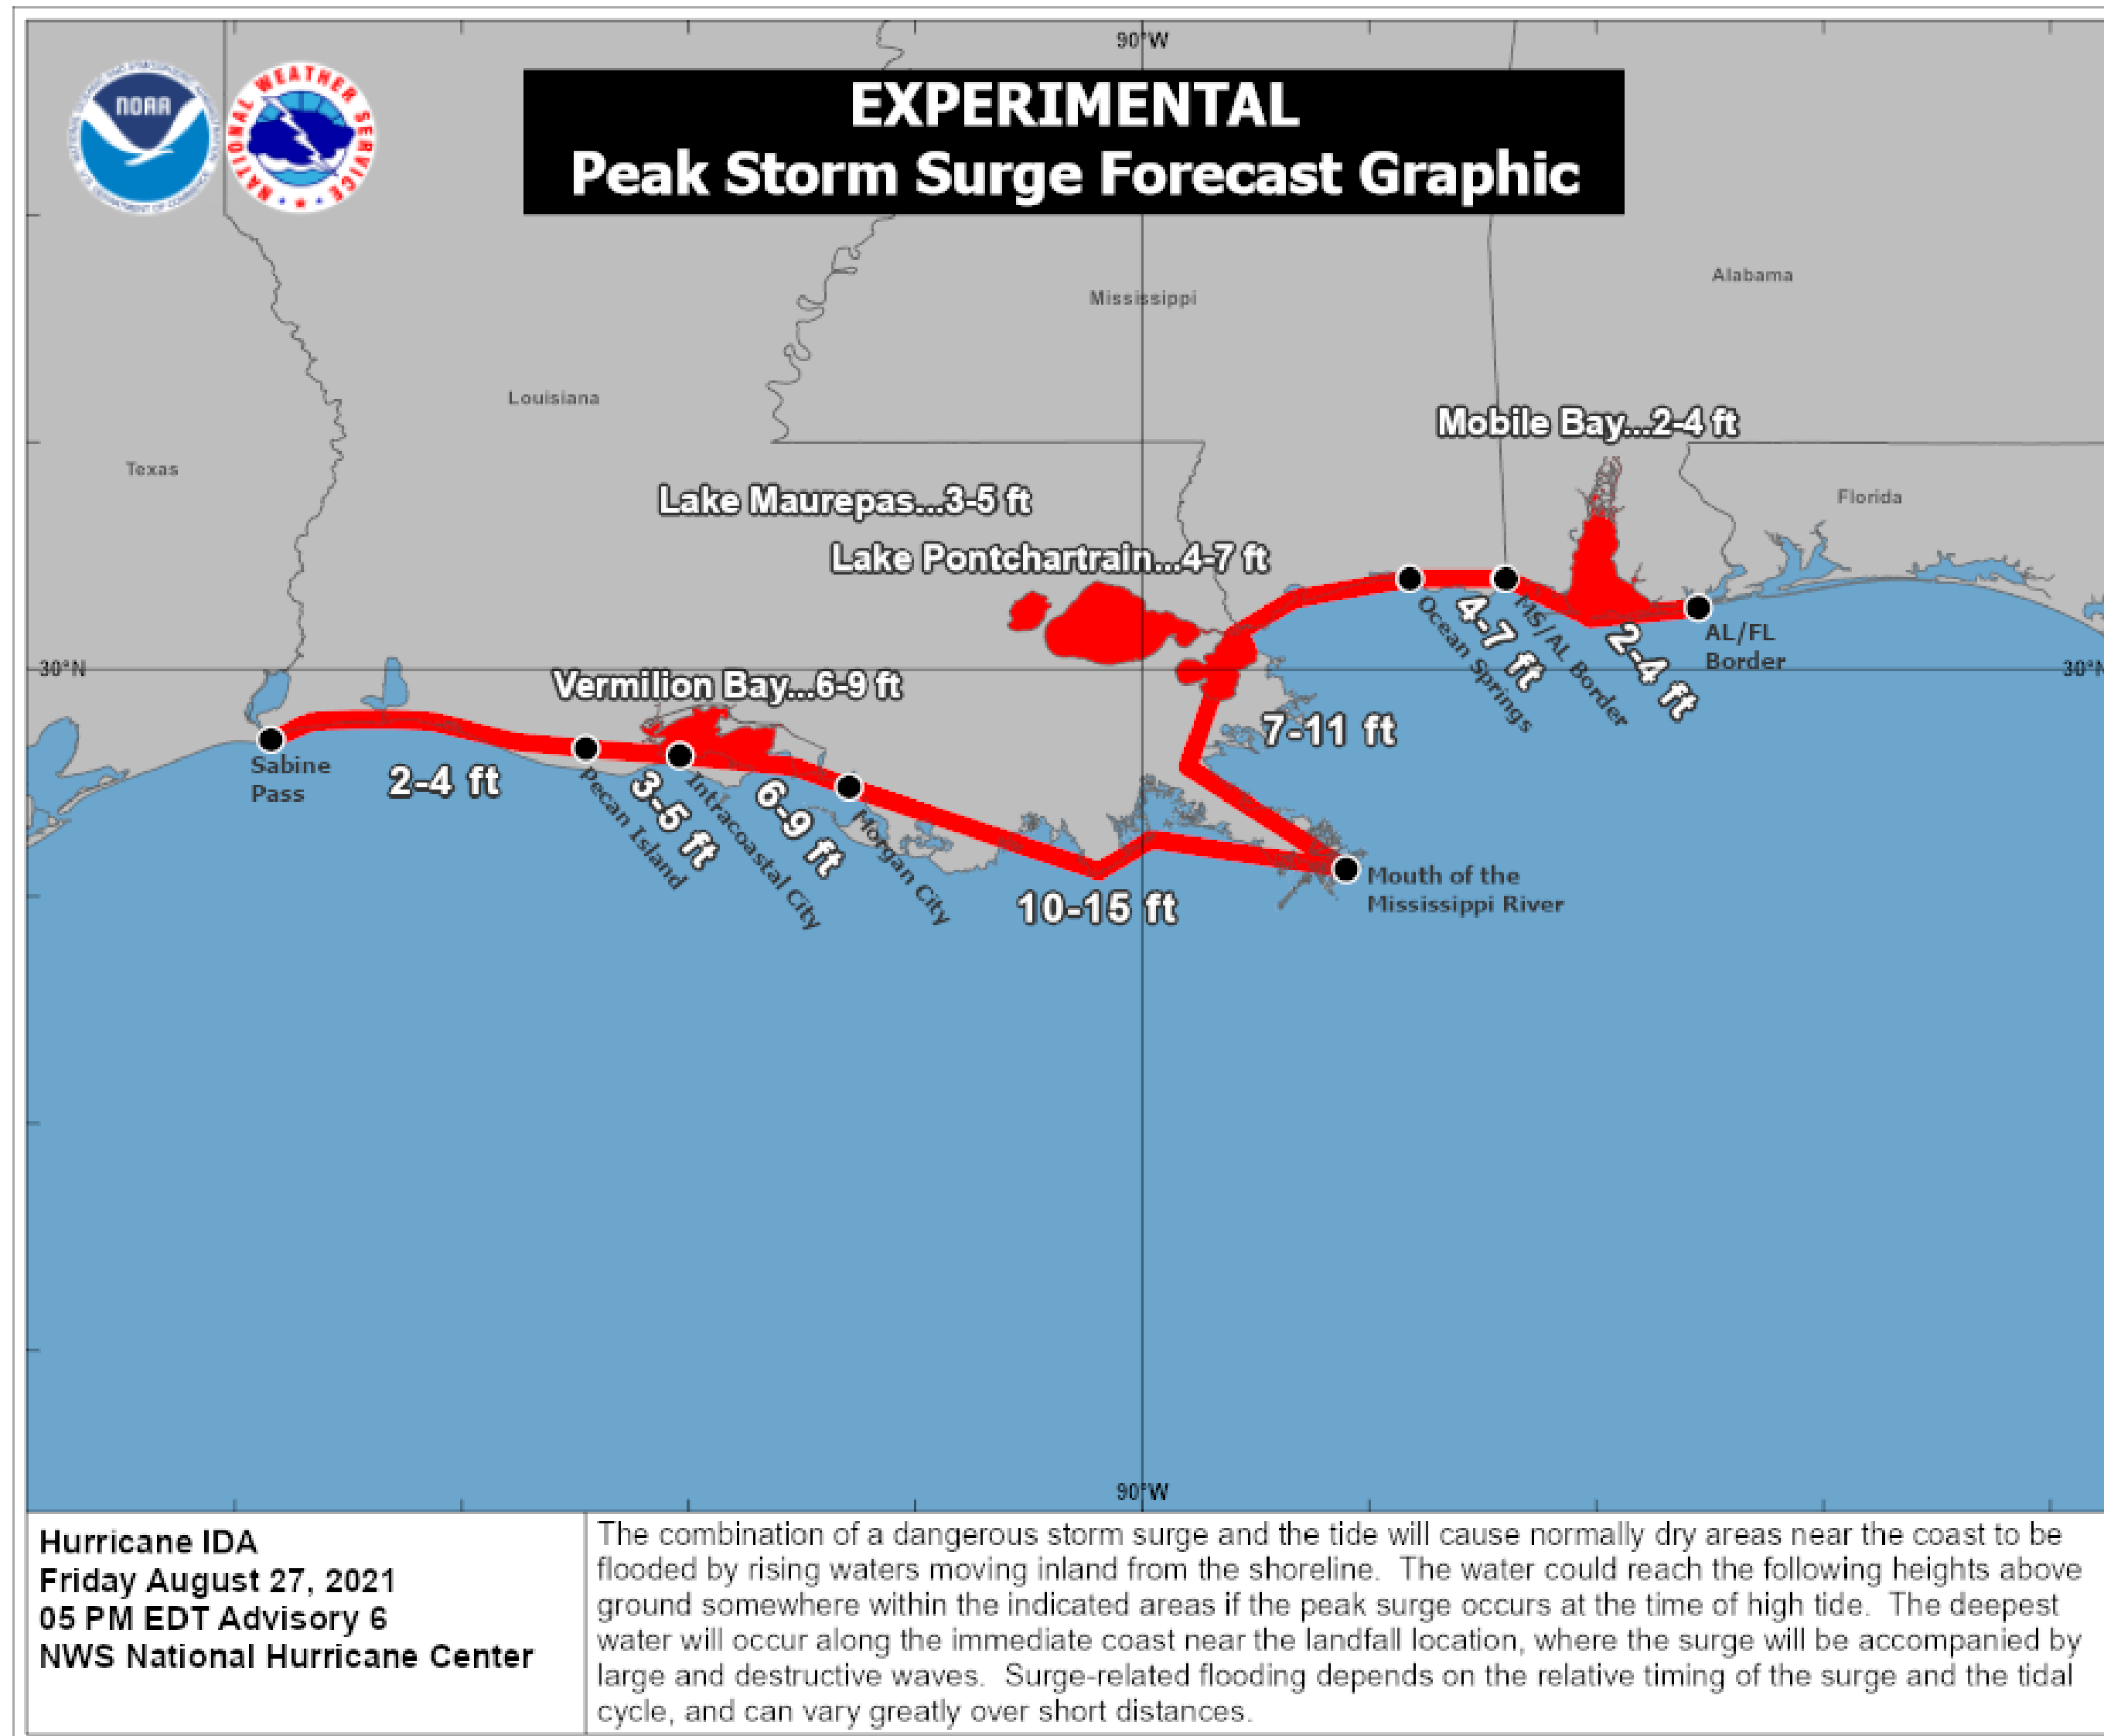 90°W
EXPERIMENTAL
Peak Storm Surge Forecast Graphic
NOAA
NATIONAL WEATHER SERVICE
Alabama
Mississippi
Louisiana
Mobile Bay...2-4 ft
Texas
Lake Maurepas...3-5 ft
Florida
Lake Pontchartrain...4-7 ft
Ocean Springs
4-7 ft
MS/AL Border
2-4 ft
AL/FL
Border
30°N
30°N
Vermilion Bay...6-9 ft
7-11 ft
Sabine
Pass
2-4 ft
Pecan Island
3-5 ft
Intracoastal City
6-9 ft
Morgan City
10-15 ft
Mouth of the
Mississippi River
90°W
Hurricane IDA
Friday August 27, 2021
05 PM EDT Advisory 6
NWS National Hurricane Center
The combination of a dangerous storm surge and the tide will cause normally dry areas near the coast to be
flooded by rising waters moving inland from the shoreline.  The water could reach the following heights above
ground somewhere within the indicated areas if the peak surge occurs at the time of high tide.  The deepest
water will occur along the immediate coast near the landfall location, where the surge will be accompanied by
large and destructive waves.  Surge-related flooding depends on the relative timing of the surge and the tidal
cycle, and can vary greatly over short distances.